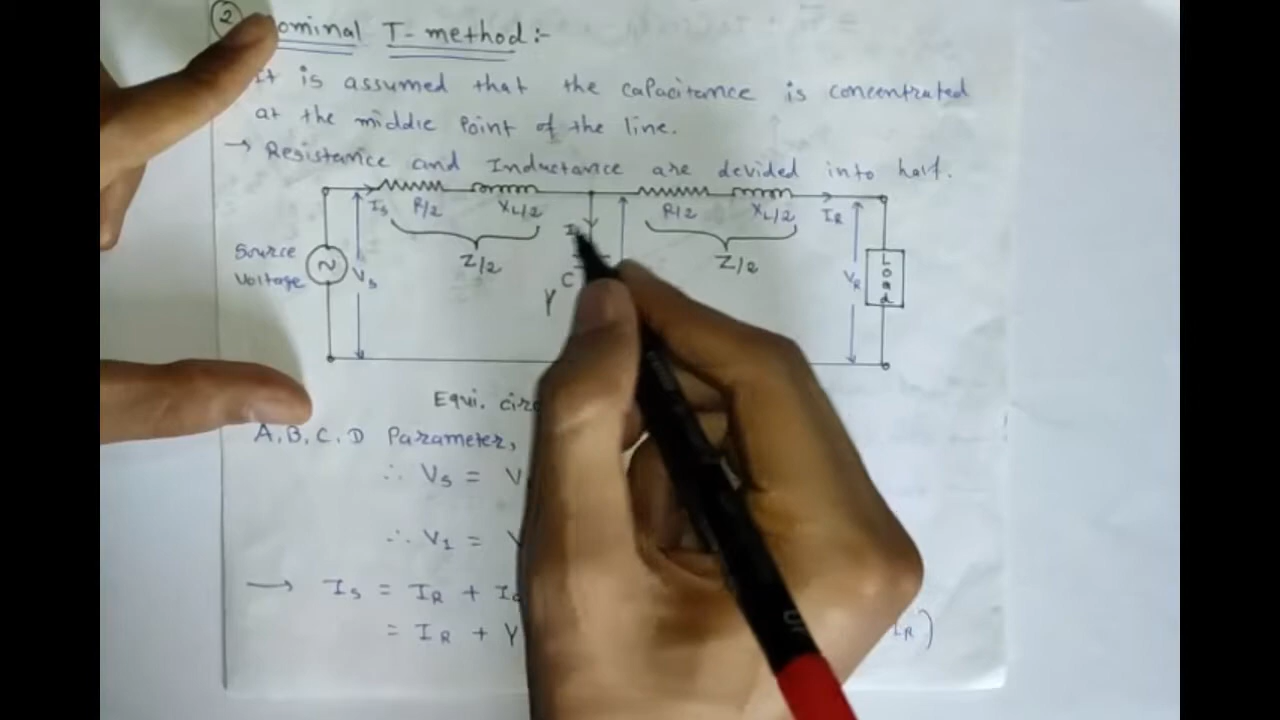 2 ominal T-method:-
It is assumed that the capacitance is concentrated
at the middle point of the line.
→ Resistance and Inductance are devided into half.
Is R/2 XL/2 R/2 XL/2 IR
Source
Voltage
Vs
Z/2
Z/2
C
Y
VR
Load
Equi.
A.B.C.D Parameter,
∴ Vs =
∴ V1 =
→ Is = IR +
= IR + Y
IR)